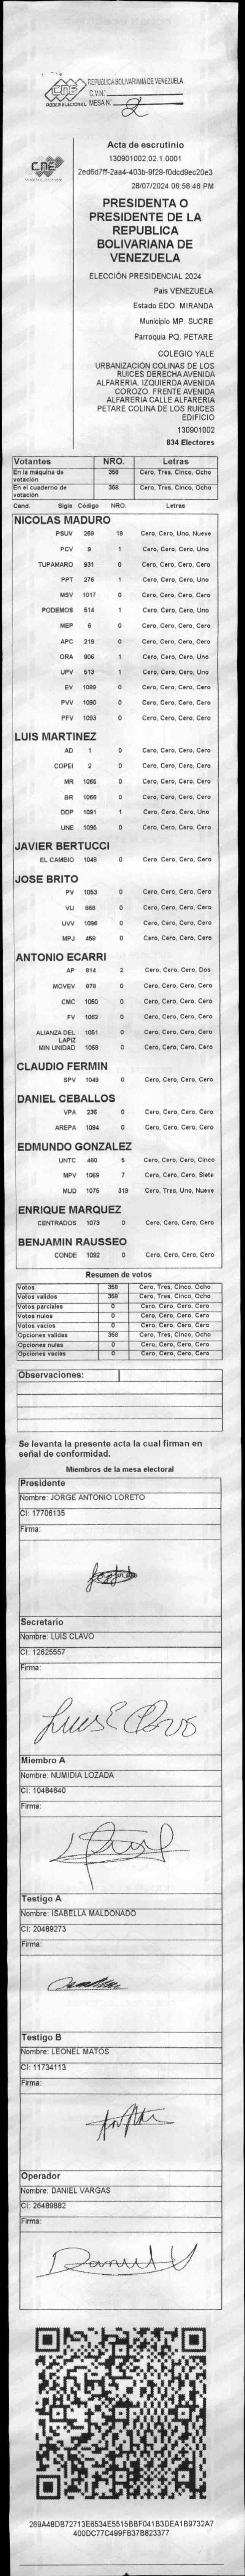 CNE
PODER ELECTORAL
REPÚBLICA BOLIVARIANA DE VENEZUELA
C.V.N°:
MESA N°: 2
CNE
Acta de escrutinio
130901002.02.1.0001
2ed6d7ff-2aa4-403b-9f29-f0dcd9ec20e3
28/07/2024 06:58:46 PM
PRESIDENTA O
PRESIDENTE DE LA
REPUBLICA
BOLIVARIANA DE
VENEZUELA
ELECCIÓN PRESIDENCIAL 2024
Pais VENEZUELA
Estado EDO. MIRANDA
Municipio MP. SUCRE
Parroquia PQ. PETARE
COLEGIO YALE
URBANIZACIÓN COLINAS DE LOS
RUICES DERECHA AVENIDA
ALFARERIA. IZQUIERDA AVENIDA
COROZO. FRENTE AVENIDA
ALFARERIA CALLE ALFARERIA
PETARE COLINA DE LOS RUICES
EDIFICIO
130901002
834 Electores
Votantes NRO. Letras
En la máquina de votación 358 Cero, Tres, Cinco, Ocho
En el cuaderno de votación 358 Cero, Tres, Cinco, Ocho
Cand. Sigla Código NRO. Letras
NICOLAS MADURO
PSUV 269 19 Cero, Cero, Uno, Nueve
PCV 9 1 Cero, Cero, Cero, Uno
TUPAMARO 931 0 Cero, Cero, Cero, Cero
PPT 276 1 Cero, Cero, Cero, Uno
MSV 1017 0 Cero, Cero, Cero, Cero
PODEMOS 514 1 Cero, Cero, Cero, Uno
MEP 6 0 Cero, Cero, Cero, Cero
APC 219 0 Cero, Cero, Cero, Cero
ORA 906 1 Cero, Cero, Cero, Uno
UPV 513 1 Cero, Cero, Cero, Uno
EV 1089 0 Cero, Cero, Cero, Cero
PVV 1090 0 Cero, Cero, Cero, Cero
PFV 1093 0 Cero, Cero, Cero, Cero
LUIS MARTINEZ
AD 1 0 Cero, Cero, Cero, Cero
COPEI 2 0 Cero, Cero, Cero, Cero
MR 1065 0 Cero, Cero, Cero, Cero
BR 1066 0 Cero, Cero, Cero, Cero
DDP 1091 1 Cero, Cero, Cero, Uno
UNE 1095 0 Cero, Cero, Cero, Cero
JAVIER BERTUCCI
EL CAMBIO 1048 0 Cero, Cero, Cero, Cero
JOSE BRITO
PV 1053 0 Cero, Cero, Cero, Cero
VU 868 0 Cero, Cero, Cero, Cero
UVV 1096 0 Cero, Cero, Cero, Cero
MPJ 458 0 Cero, Cero, Cero, Cero
ANTONIO ECARRI
AP 814 2 Cero, Cero, Cero, Dos
MOVEV 879 0 Cero, Cero, Cero, Cero
CMC 1050 0 Cero, Cero, Cero, Cero
FV 1062 0 Cero, Cero, Cero, Cero
ALIANZA DEL LAPIZ 1051 0 Cero, Cero, Cero, Cero
MIN UNIDAD 1068 0 Cero, Cero, Cero, Cero
CLAUDIO FERMIN
SPV 1049 0 Cero, Cero, Cero, Cero
DANIEL CEBALLOS
VPA 236 0 Cero, Cero, Cero, Cero
AREPA 1094 0 Cero, Cero, Cero, Cero
EDMUNDO GONZALEZ
UNTC 460 5 Cero, Cero, Cero, Cinco
MPV 1069 7 Cero, Cero, Cero, Siete
MUD 1075 319 Cero, Tres, Uno, Nueve
ENRIQUE MARQUEZ
CENTRADOS 1073 0 Cero, Cero, Cero, Cero
BENJAMIN RAUSSEO
CONDE 1092 0 Cero, Cero, Cero, Cero
Resumen de votos
Votos 358 Cero, Tres, Cinco, Ocho
Votos validos 358 Cero, Tres, Cinco, Ocho
Votos parciales 0 Cero, Cero, Cero, Cero
Votos nulos 0 Cero, Cero, Cero, Cero
Votos vacios 0 Cero, Cero, Cero, Cero
Opciones validas 358 Cero, Tres, Cinco, Ocho
Opciones nulas 0 Cero, Cero, Cero, Cero
Opciones vacias 0 Cero, Cero, Cero, Cero
Observaciones:
Se levanta la presente acta la cual firman en
señal de conformidad.
Miembros de la mesa electoral
Presidente
Nombre: JORGE ANTONIO LORETO
CI: 17706135
Firma:
Secretario
Nombre: LUIS CLAVO
CI: 12625557
Firma:
Luis E Clavo
Miembro A
Nombre: NUMIDIA LOZADA
CI: 10484640
Firma:
Testigo A
Nombre: ISABELLA MALDONADO
CI: 20489273
Firma:
Testigo B
Nombre: LEONEL MATOS
CI: 11734113
Firma:
Operador
Nombre: DANIEL VARGAS
CI: 26489882
Firma:
Daniel V
269A48DB72713E6534E5515BBF041B3DEA1B9732A7
400DC77C499FB37B823377